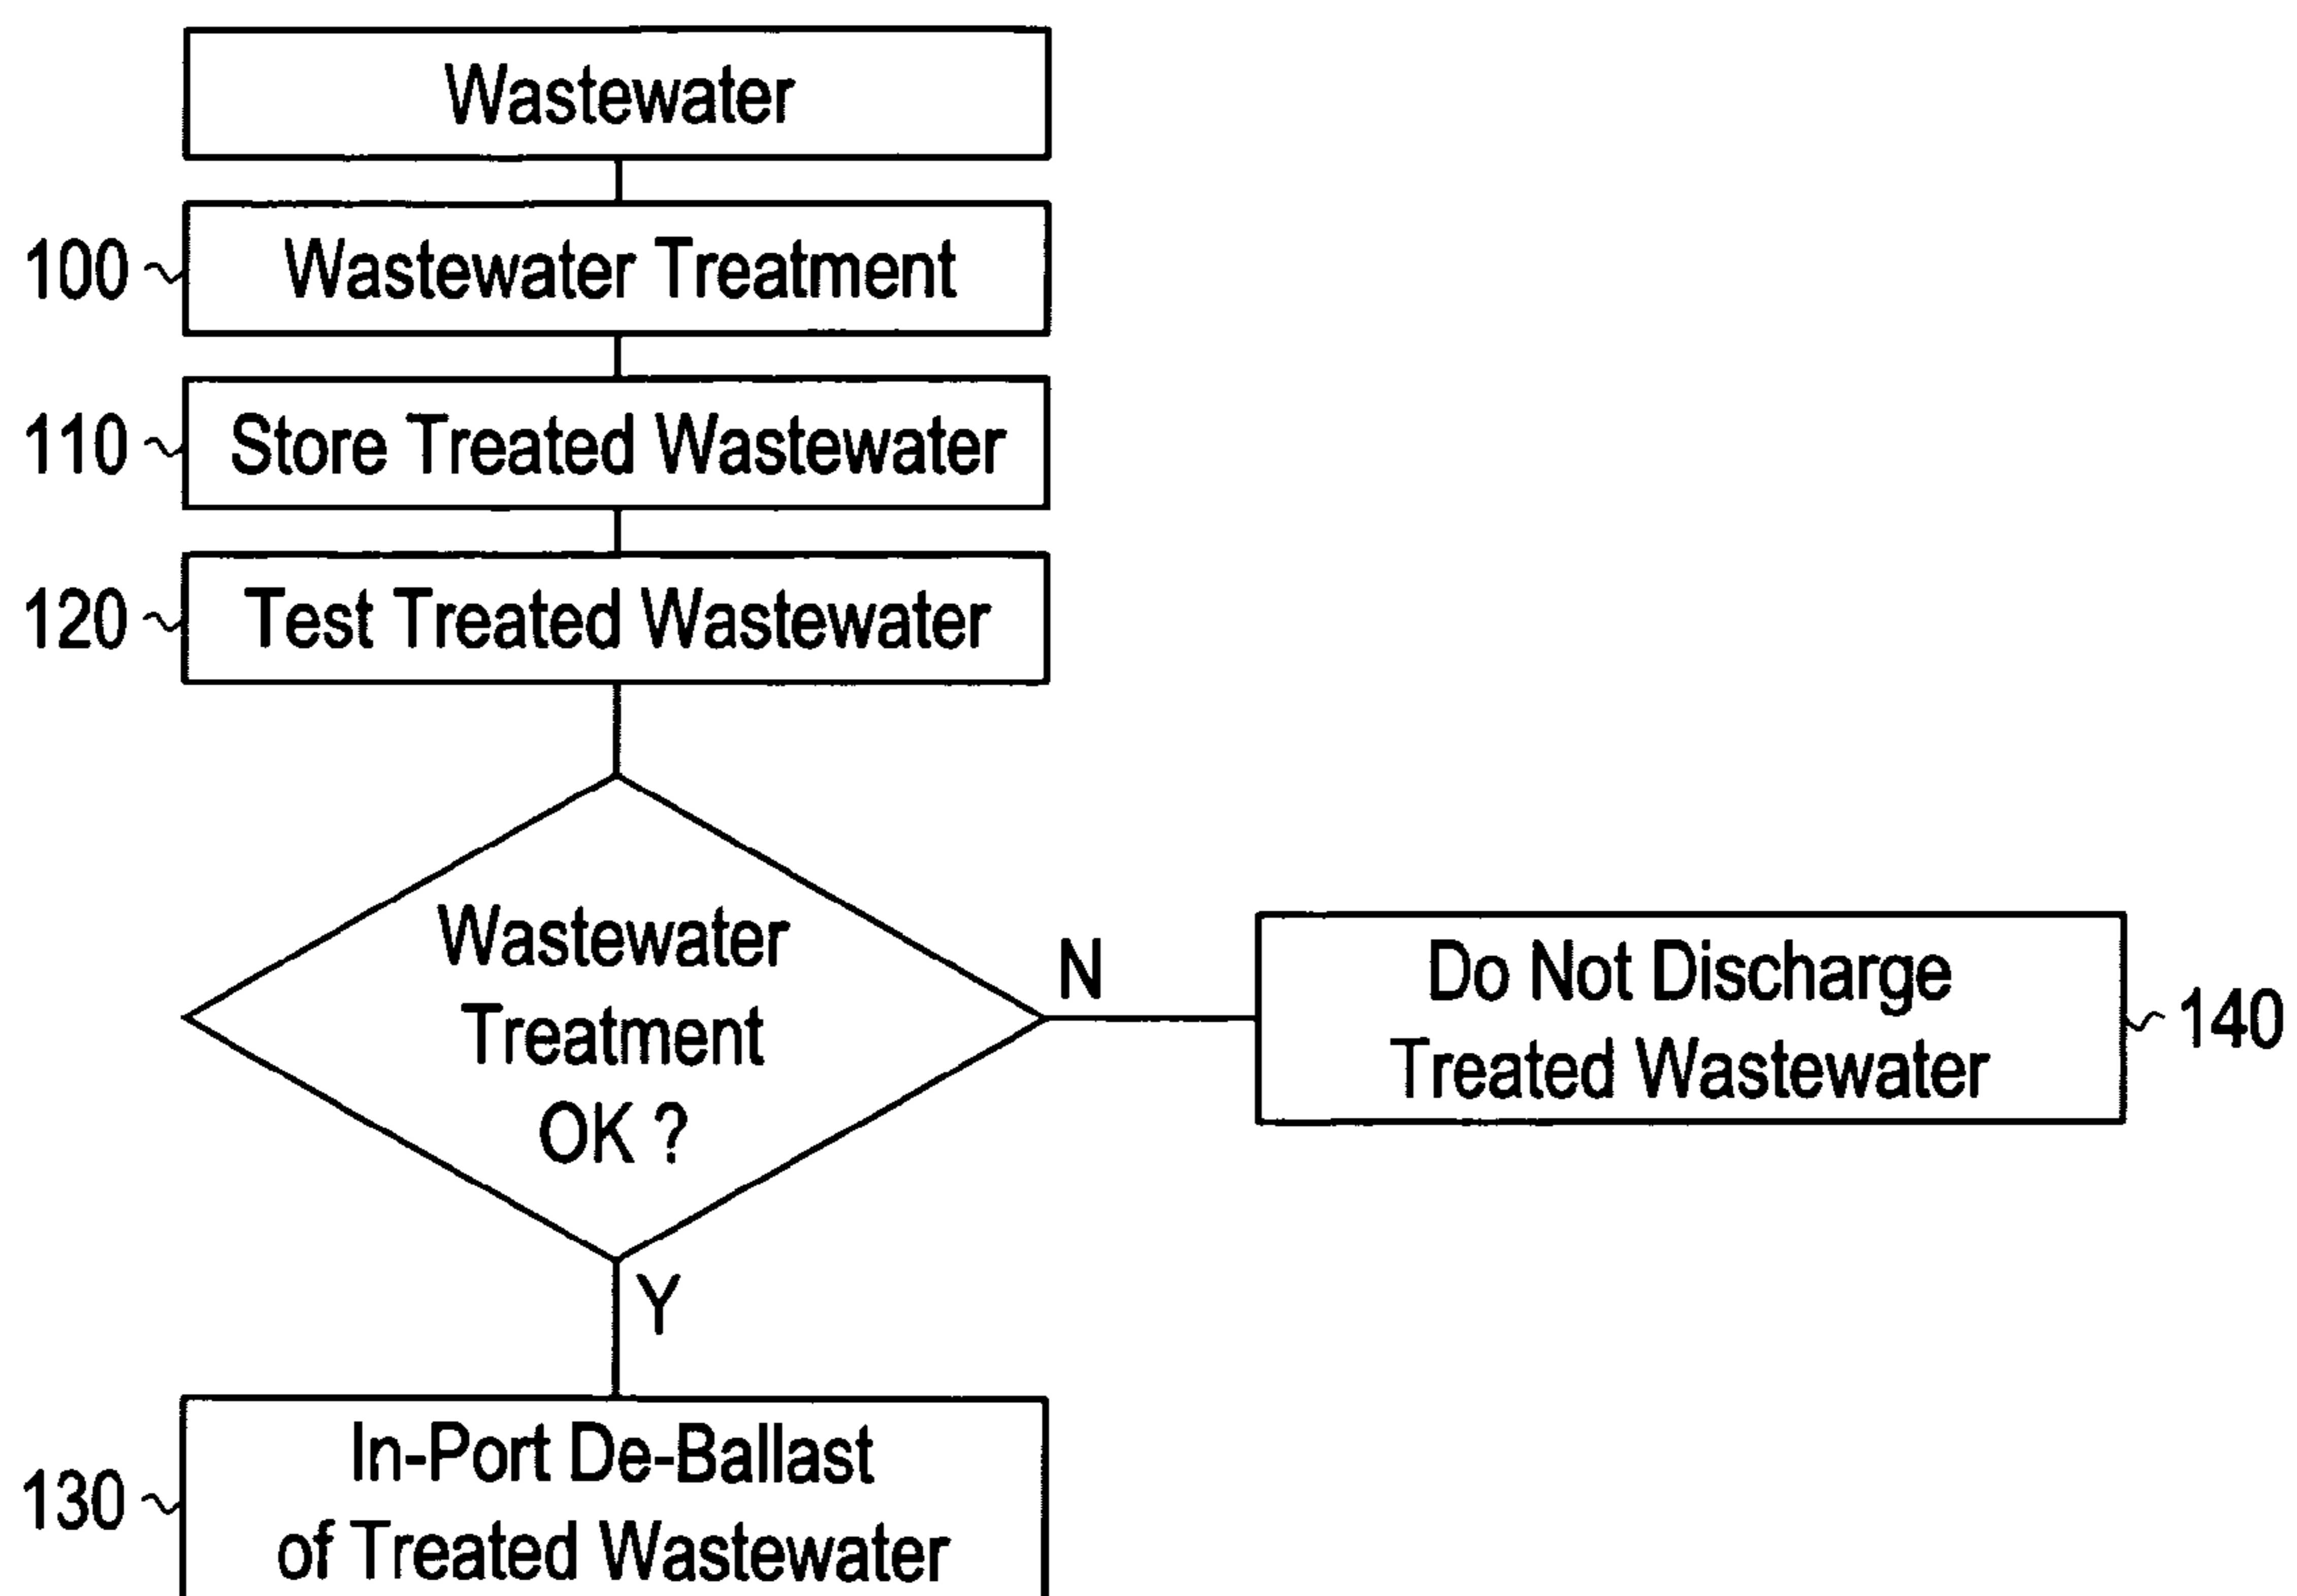 Wastewater
100 Wastewater Treatment
110 Store Treated Wastewater
120 Test Treated Wastewater
Wastewater
Treatment
OK ?
N
Do Not Discharge
Treated Wastewater
140
Y
In-Port De-Ballast
130
of Treated Wastewater